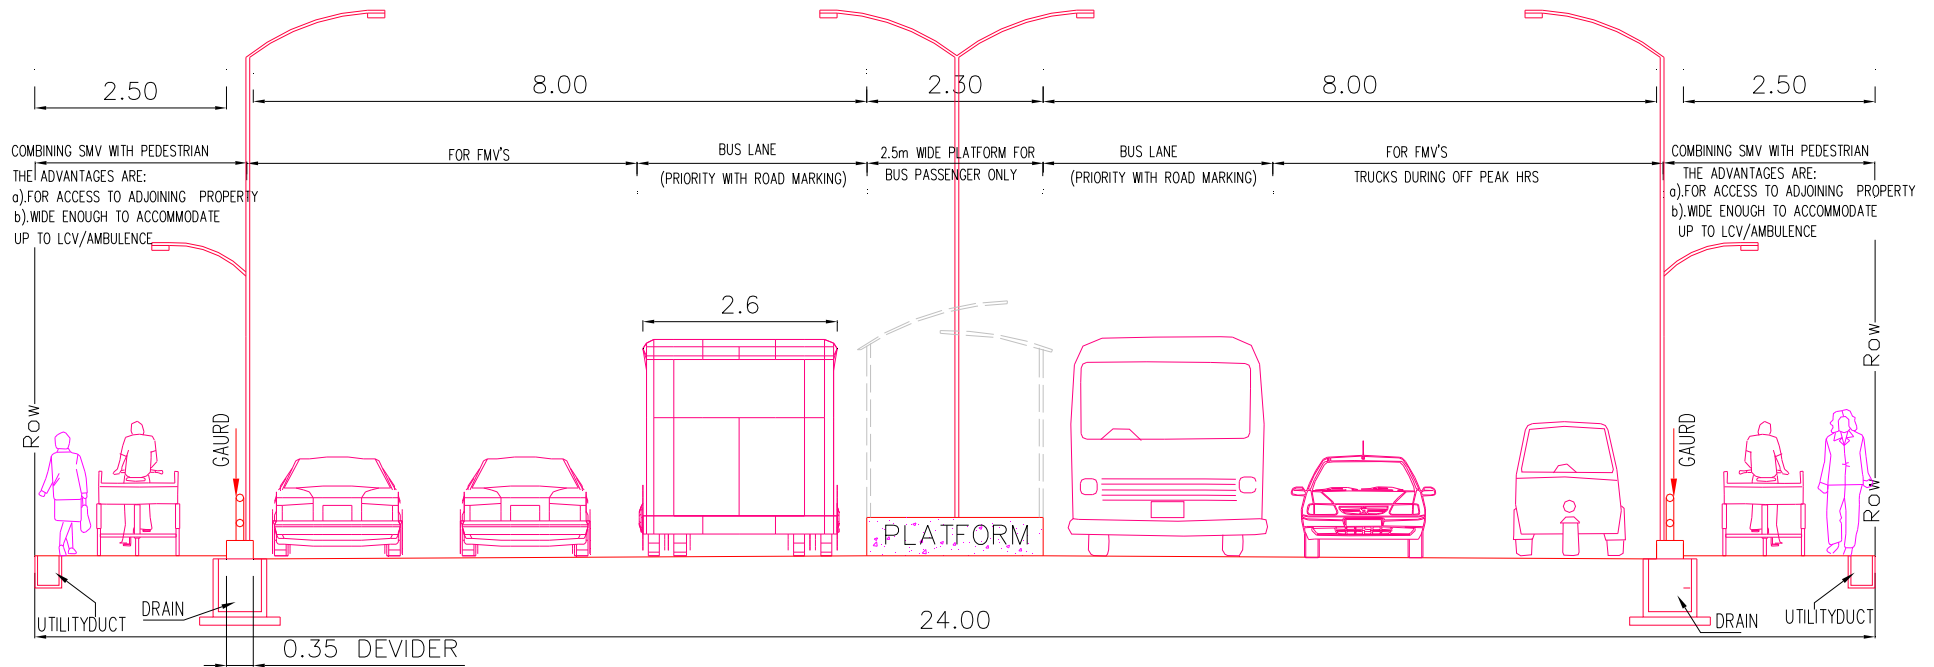 2.50
8.00
2.30
8.00
2.50
COMBINING SMV WITH PEDESTRIAN
THE ADVANTAGES ARE:
a).FOR ACCESS TO ADJOINING PROPERTY
b).WIDE ENOUGH TO ACCOMMODATE
UP TO LCV/AMBULENCE
FOR FMV'S
BUS LANE
(PRIORITY WITH ROAD MARKING)
2.5m WIDE PLATFORM FOR
BUS PASSENGER ONLY
BUS LANE
(PRIORITY WITH ROAD MARKING)
FOR FMV'S
TRUCKS DURING OFF PEAK HRS
COMBINING SMV WITH PEDESTRIAN
THE ADVANTAGES ARE:
a).FOR ACCESS TO ADJOINING PROPERTY
b).WIDE ENOUGH TO ACCOMMODATE
UP TO LCV/AMBULENCE
2.6
Row
GAURD
GAURD
Row
Row
PLATFORM
UTILITYDUCT
DRAIN
24.00
DRAIN
UTILITYDUCT
0.35 DEVIDER